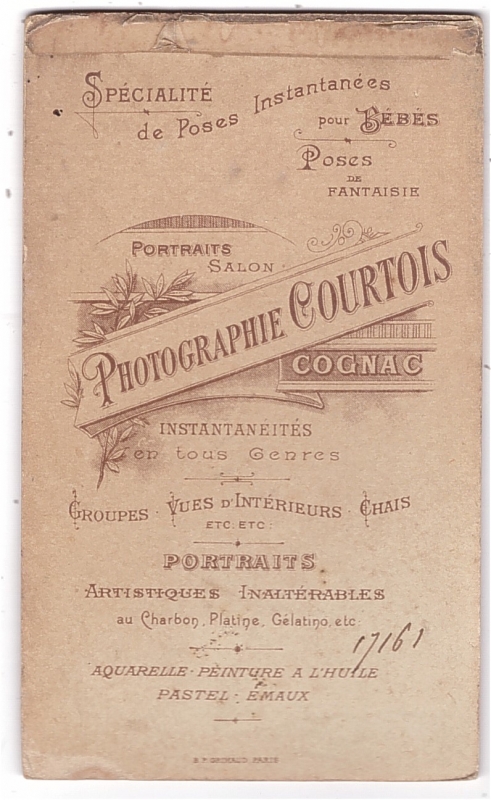 SPÉCIALITÉ
de Poses Instantanées
pour BÉBÉS
Poses
DE
FANTAISIE
PORTRAITS
SALON
PHOTOGRAPHIE COURTOIS
COGNAC
INSTANTANÉITÉS
en tous Genres
GROUPES · VUES D'INTÉRIEURS · CHAIS
ETC. ETC.
PORTRAITS
ARTISTIQUES INALTÉRABLES
au Charbon, Platine, Gélatino, etc.
17161
AQUARELLE · PEINTURE A L'HUILE
PASTEL · EMAUX
B P GRIMAUD PARIS